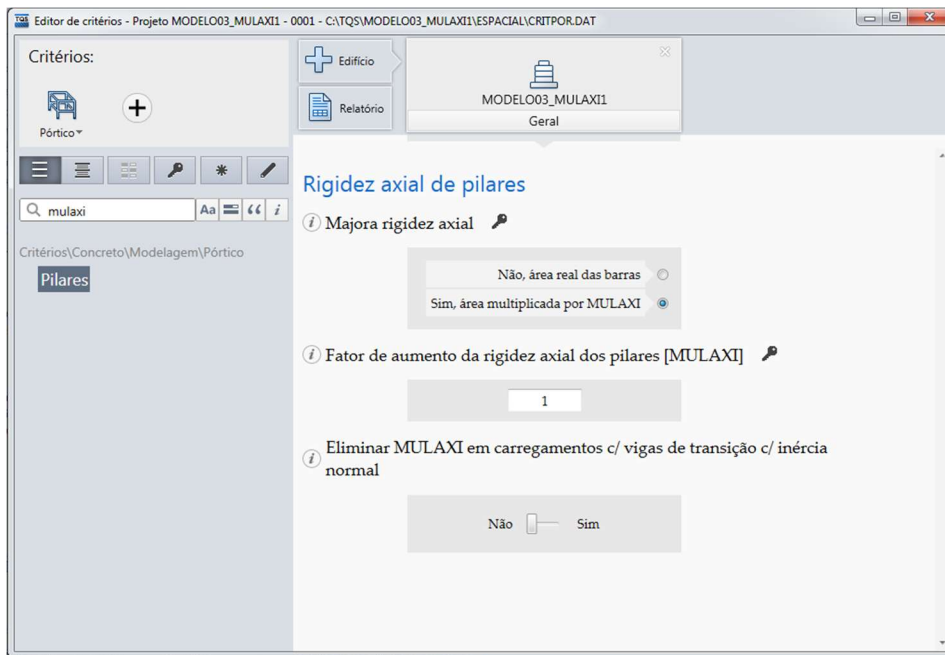 TQS Editor de critérios - Projeto MODELO03_MULAXI1 - 0001 - C:\TQS\MODELO03_MULAXI1\ESPACIAL\CRITPOR.DAT
Critérios:
Pórtico
Aa
mulaxi
Critérios\Concreto\Modelagem\Pórtico
Pilares
Edifício
Relatório
MODELO03_MULAXI1
Geral
Rigidez axial de pilares
i Majora rigidez axial
Não, área real das barras
Sim, área multiplicada por MULAXI
i Fator de aumento da rigidez axial dos pilares [MULAXI]
1
i Eliminar MULAXI em carregamentos c/ vigas de transição c/ inércia
normal
Não Sim